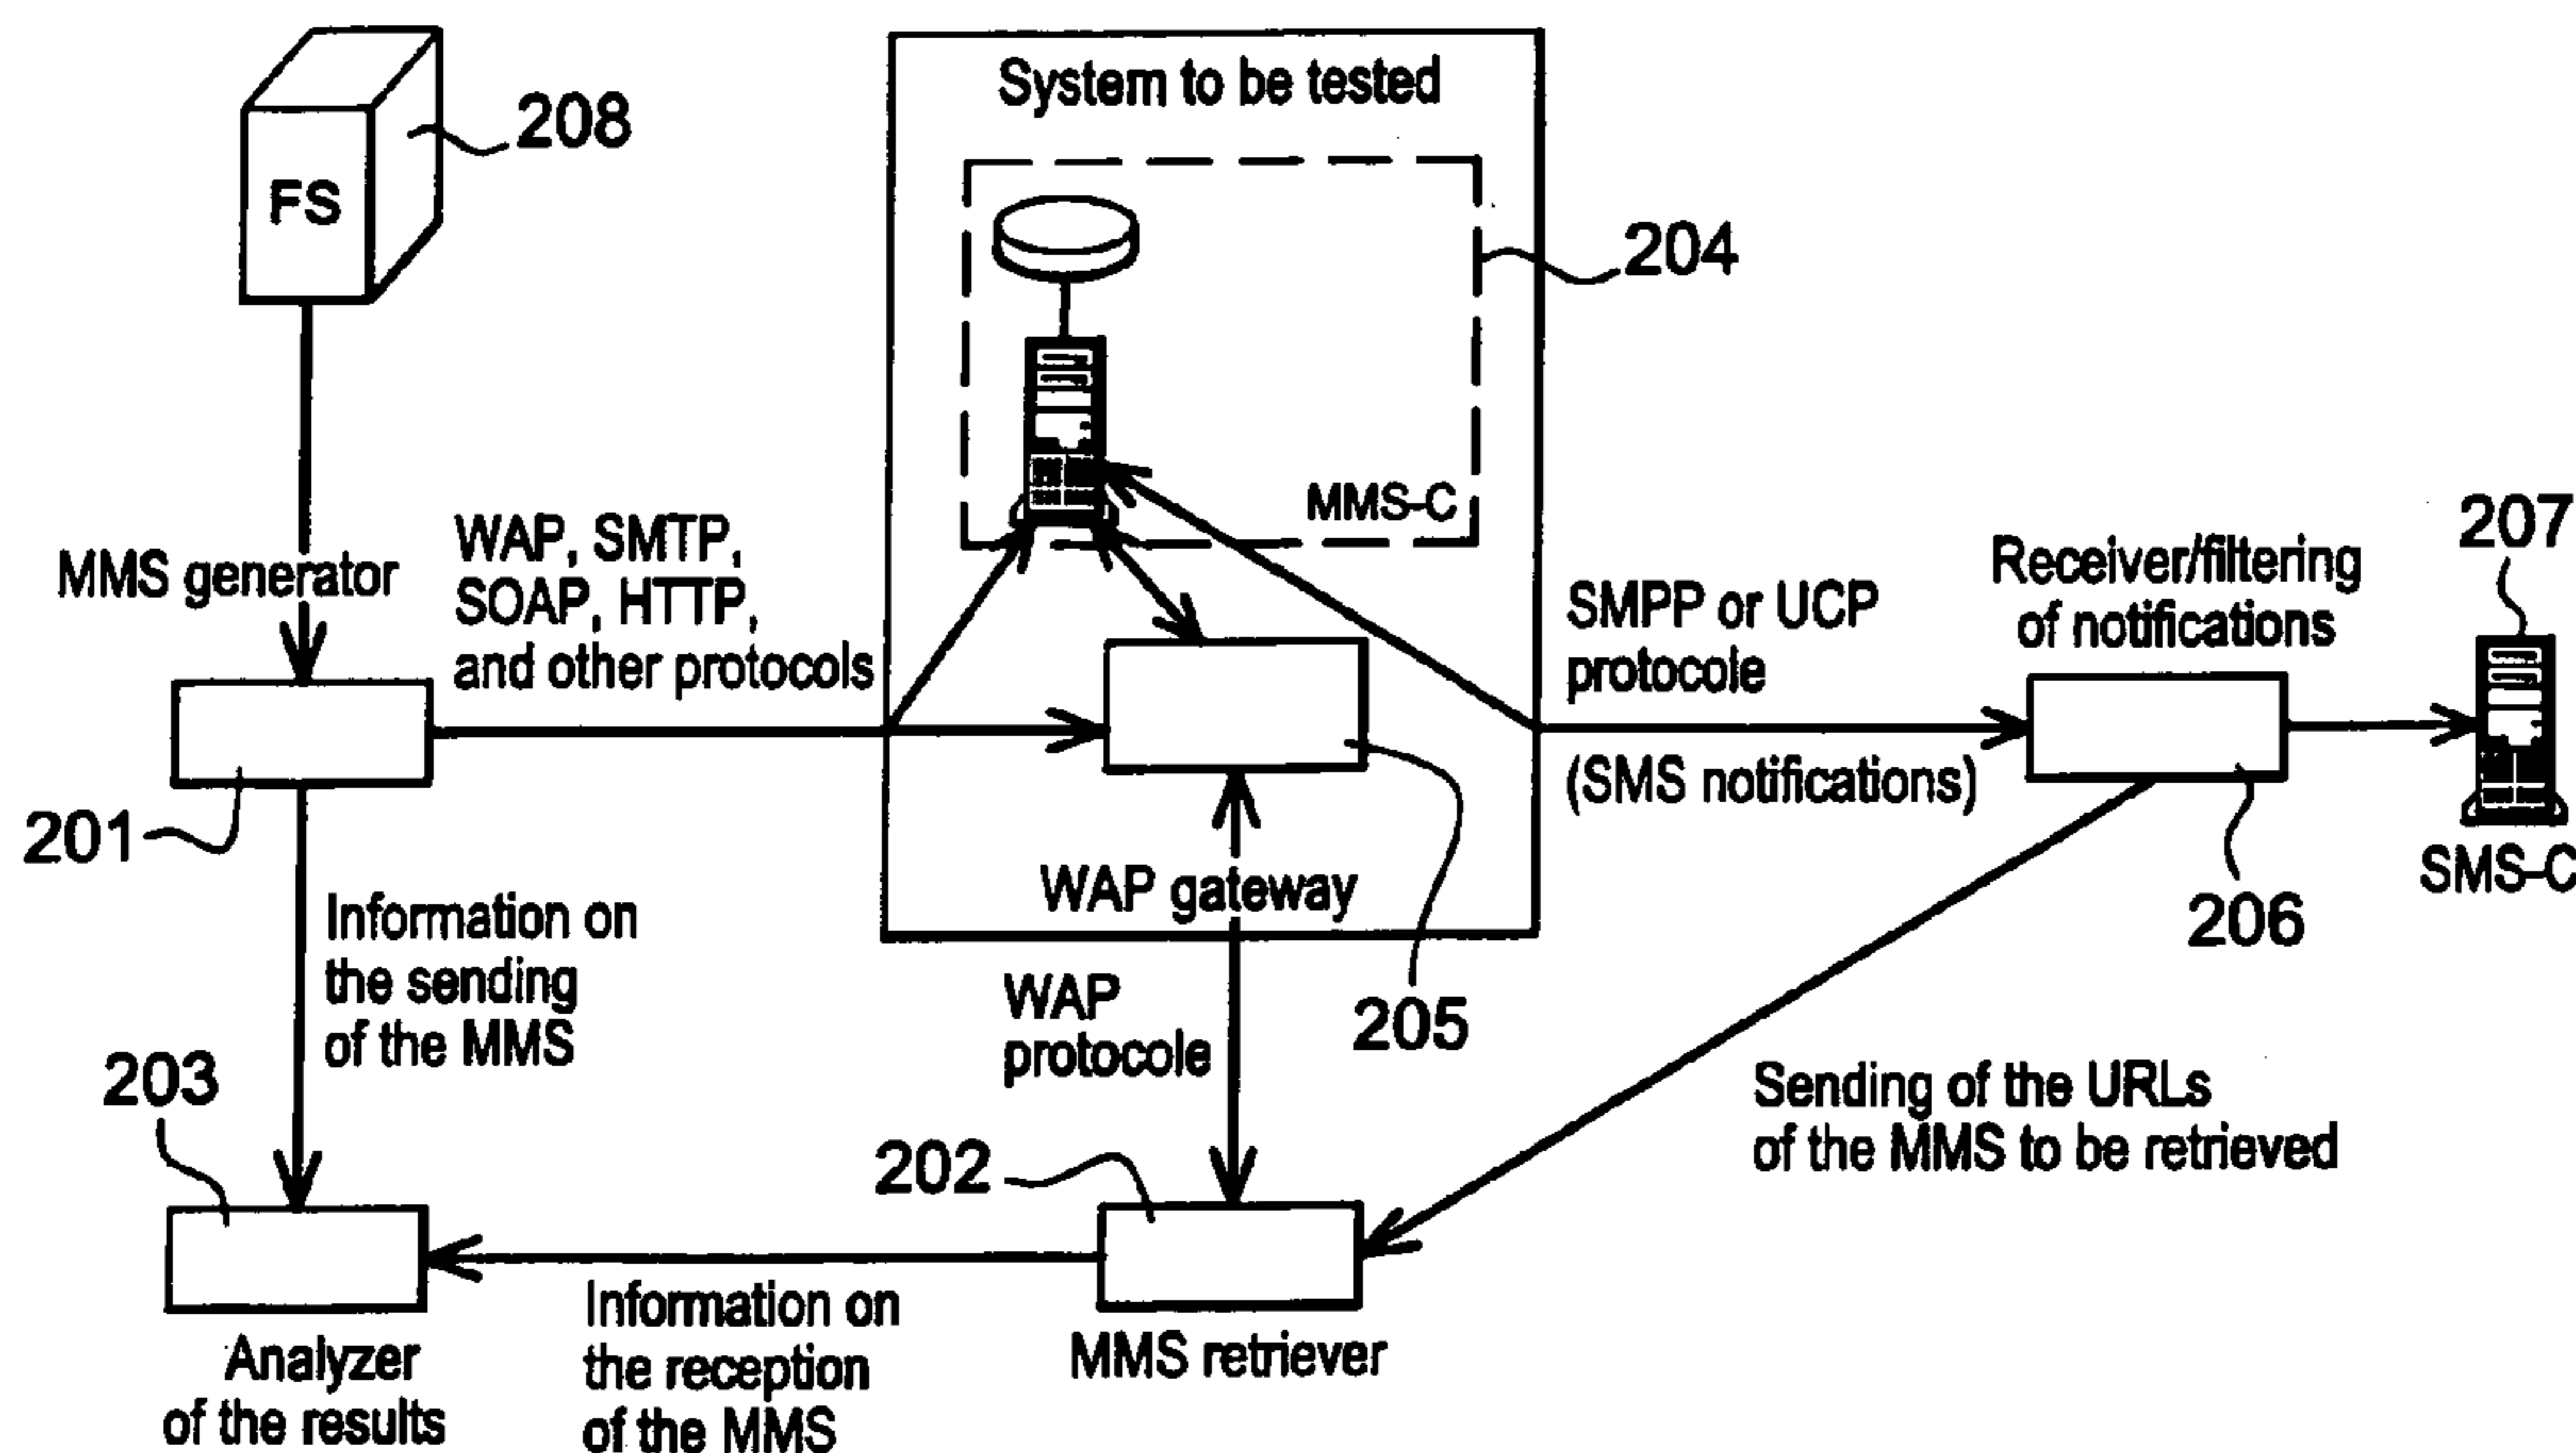 System to be tested
208
FS
204
MMS-C
207
WAP, SMTP,
SOAP, HTTP,
and other protocols
MMS generator
SMPP or UCP
protocole
(SMS notifications)
Receiver/filtering
of notifications
201
WAP gateway
SMS-C
206
Information on
the sending
of the MMS
WAP
protocole
205
203
202
Sending of the URLs
of the MMS to be retrieved
Analyzer
of the results
Information on
the reception
of the MMS
MMS retriever